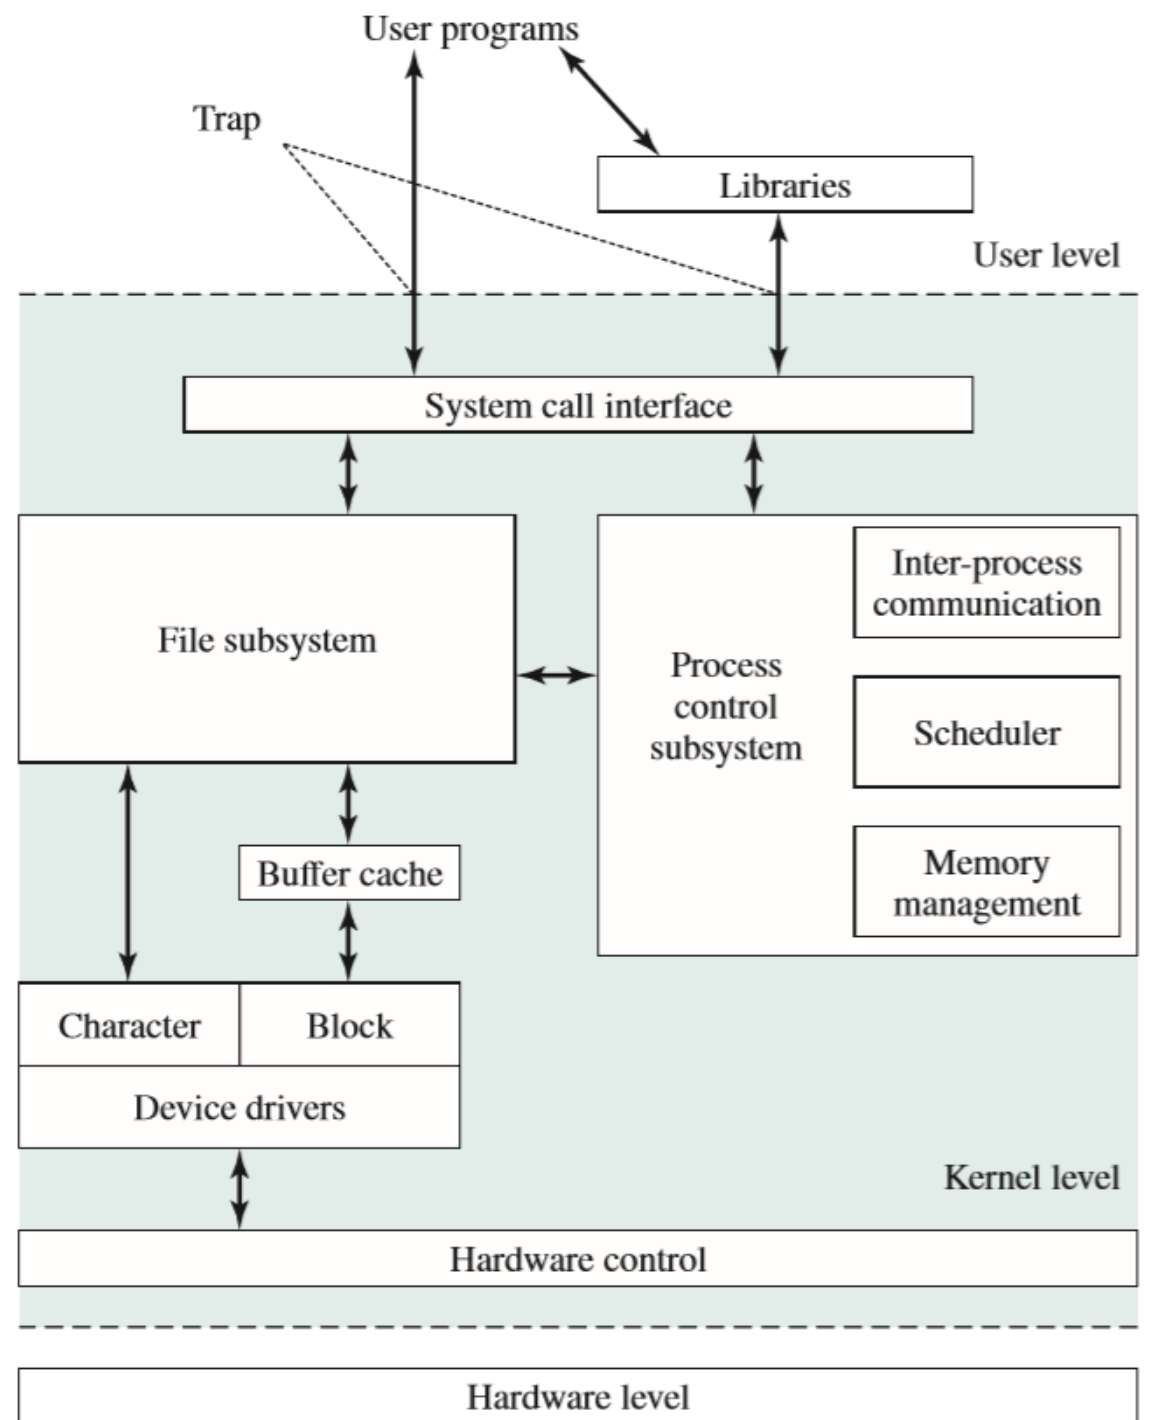 User programs
Trap
Libraries
User level
System call interface
File subsystem
Process
control
subsystem
Inter-process
communication
Scheduler
Memory
management
Buffer cache
Character
Block
Device drivers
Kernel level
Hardware control
Hardware level